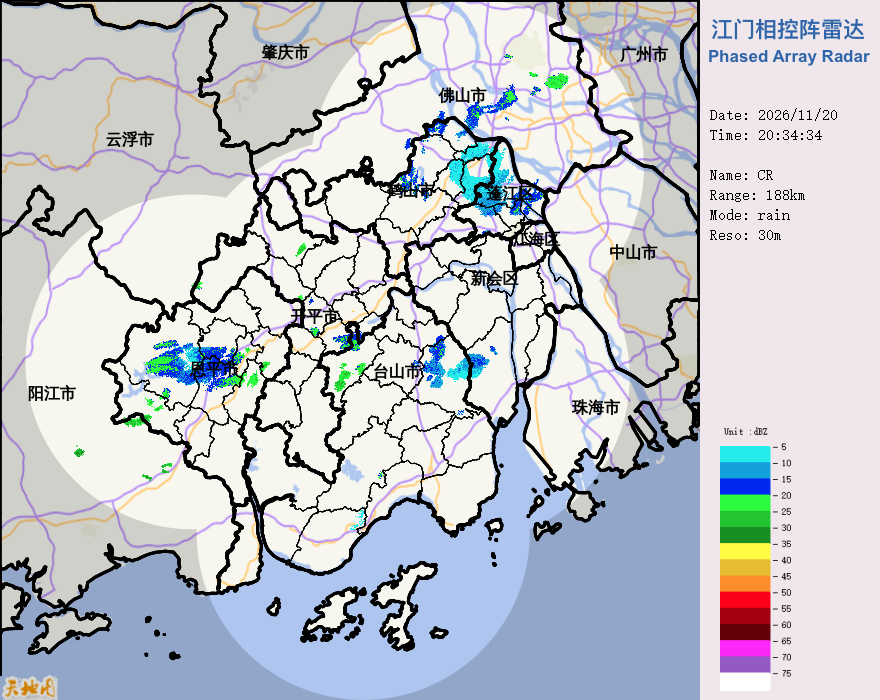 江门相控阵雷达
Phased Array Radar
Date: 2026/11/20
Time: 20:34:34
Name: CR
Range: 188km
Mode: rain
Reso: 30m
肇庆市
广州市
佛山市
云浮市
鹤山市
蓬江区
江海区
中山市
新会区
开平市
恩平市
台山市
阳江市
珠海市
Unit :dBZ
5
10
15
20
25
30
35
40
45
50
55
60
65
70
75
天地图